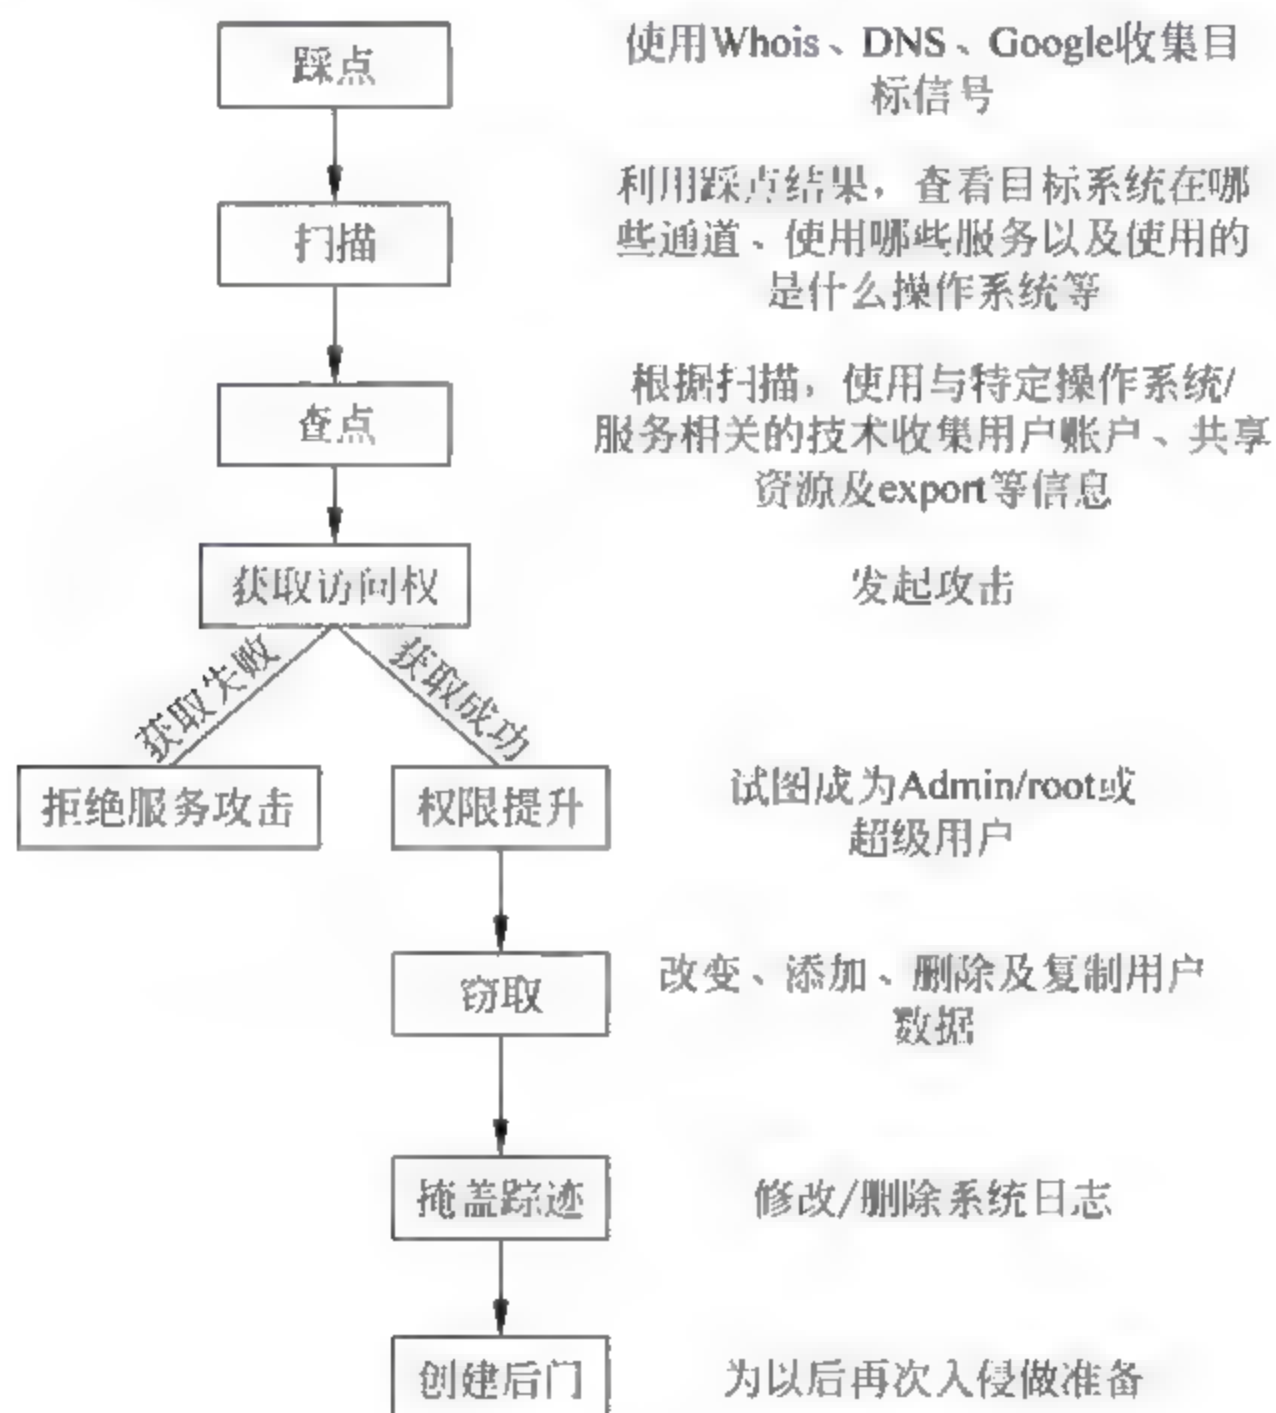 踩点
使用Whois、DNS、Google收集目
标信号
扫描
利用踩点结果，查看目标系统在哪
些通道、使用哪些服务以及使用的
是什么操作系统等
查点
根据扫描，使用与特定操作系统/
服务相关的技术收集用户账户、共享
资源及export等信息
获取访问权
发起攻击
获取失败
获取成功
拒绝服务攻击
权限提升
试图成为Admin/root或
超级用户
窃取
改变、添加、删除及复制用户
数据
掩盖踪迹
修改/删除系统日志
创建后门
为以后再次入侵做准备